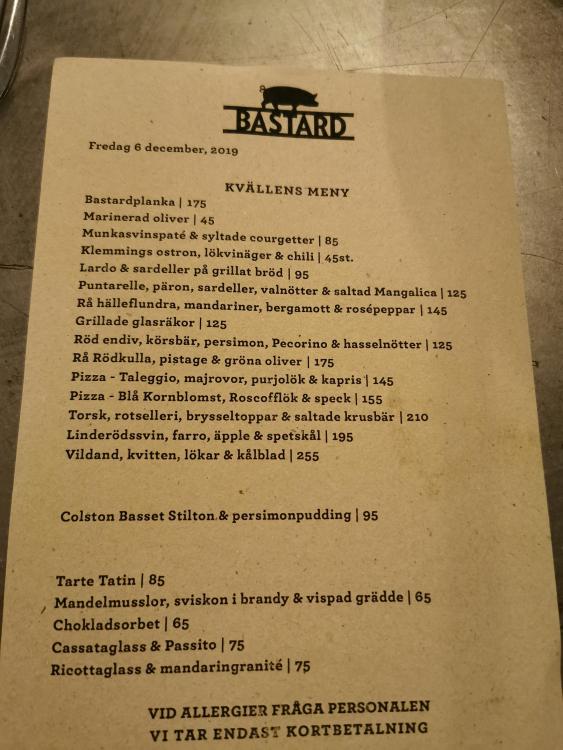 BASTARD
Fredag 6 december, 2019
KVÄLLENS MENY
Bastardplanka | 175
Marinerad oliver | 45
Munkasvinspaté & syltade courgetter | 85
Klemmings ostron, lökvinäger & chili | 45st.
Lardo & sardeller på grillat bröd | 95
Puntarelle, päron, sardeller, valnötter & saltad Mangalica | 125
Rå hälleflundra, mandariner, bergamott & rosépeppar | 145
Grillade glasräkor | 125
Röd endiv, körsbär, persimon, Pecorino & hasselnötter | 125
Rå Rödkulla, pistage & gröna oliver | 175
Pizza - Taleggio, majrovor, purjolök & kapris | 145
Pizza - Blå Kornblomst, Roscofflök & speck | 155
Torsk, rotselleri, brysseltoppar & saltade krusbär | 210
Linderödssvin, farro, äpple & spetskål | 195
Vildand, kvitten, lökar & kålblad | 255
Colston Basset Stilton & persimonpudding | 95
Tarte Tatin | 85
Mandelmusslor, sviskon i brandy & vispad grädde | 65
Chokladsorbet | 65
Cassataglass & Passito | 75
Ricottaglass & mandaringranité | 75
VID ALLERGIER FRÅGA PERSONALEN
VI TAR ENDAST KORTBETALNING